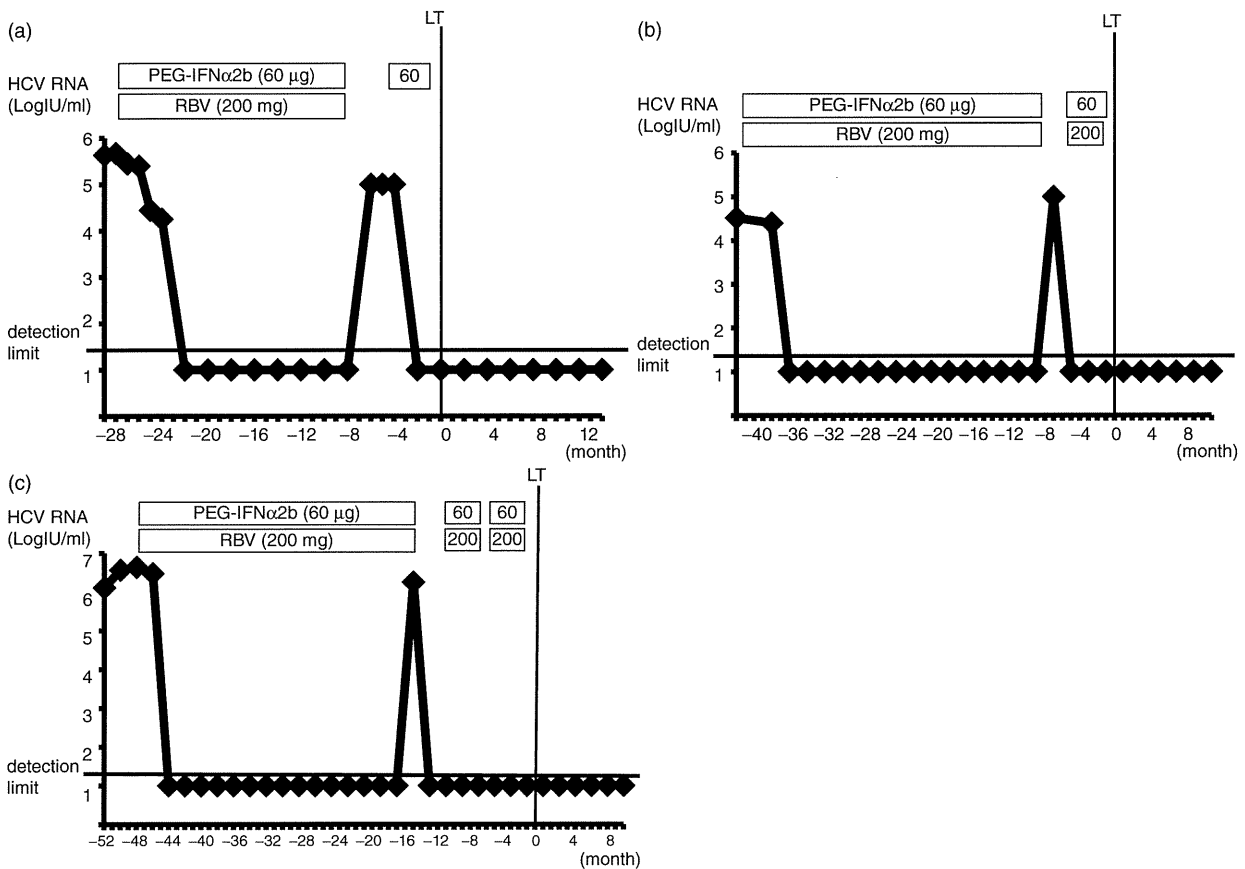 (a)
LT
HCV RNA
(LogIU/ml)
PEG-IFNα2b (60 μg)
60
RBV (200 mg)
6
5
4
3
2
detection
limit
1
−28 −24 −20 −16 −12 −8 −4 0 4 8 12
(month)
(b)
LT
HCV RNA
(LogIU/ml)
PEG-IFNα2b (60 μg)
60
RBV (200 mg)
200
6
5
4
3
2
detection
limit
1
−40 −36 −32 −28 −24 −20 −16 −12 −8 −4 0 4 8
(month)
(c)
LT
HCV RNA
(LogIU/ml)
PEG-IFNα2b (60 μg)
60 60
RBV (200 mg)
200 200
7
6
5
4
3
2
detection
limit
1
−52 −48 −44 −36 −32 −28 −24 −20 −16 −12 −8 −4 0 4 8
(month)